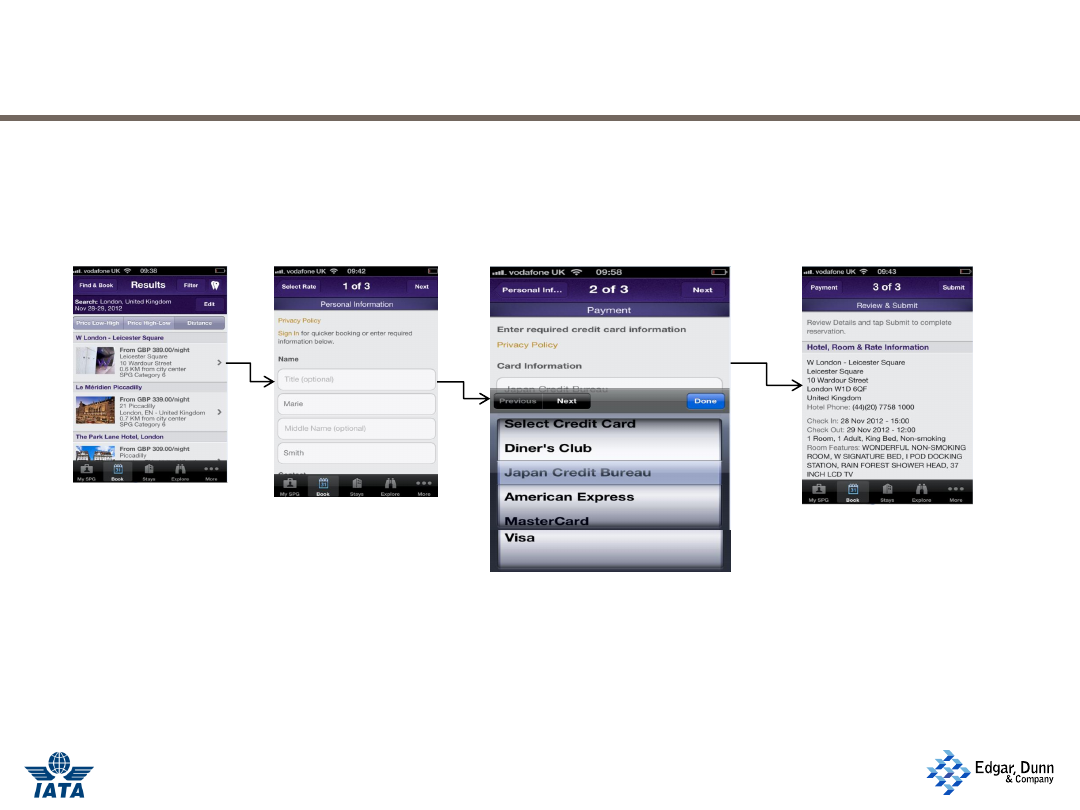 vodafone UK 09:38
Find & Book Results Filter
Search: London, United Kingdom
Nov 28-29, 2012
Edit
Price Low-High Price High-Low Distance
W London - Leicester Square
From GBP 389.00/night
Leicester Square
10 Wardour Street
0.6 KM from city center
SPG Category 6
Le Méridien Piccadilly
From GBP 339.00/night
21 Piccadilly
London, EN - United Kingdom
0.7 KM from city center
SPG Category 6
The Park Lane Hotel, London
From GBP 309.00/night
Piccadilly
My SPG Book Stays Explore More
vodafone UK 09:42
Select Rate 1 of 3 Next
Personal Information
Privacy Policy
Sign In for quicker booking or enter required
information below.
Name
Title (optional)
Marie
Middle Name (optional)
Smith
My SPG Book Stays Explore More
vodafone UK 09:58
Personal Inf... 2 of 3 Next
Payment
Enter required credit card information
Privacy Policy
Card Information
Japan Credit Bureau
Previous Next Done
Select Credit Card
Diner's Club
Japan Credit Bureau
American Express
MasterCard
Visa
vodafone UK 09:43
Payment 3 of 3 Submit
Review & Submit
Review Details and tap Submit to complete
reservation.
Hotel, Room & Rate Information
W London - Leicester Square
Leicester Square
10 Wardour Street
London W1D 6QF
United Kingdom
Hotel Phone: (44)(20) 7758 1000
Check In: 28 Nov 2012 - 15:00
Check Out: 29 Nov 2012 - 12:00
1 Room, 1 Adult, King Bed, Non-smoking
Room Features: WONDERFUL NON-SMOKING
ROOM, W SIGNATURE BED, I POD DOCKING
STATION, RAIN FOREST SHOWER HEAD, 37
INCH LCD TV
My SPG Book Stays Explore More
IATA
Edgar, Dunn
& Company